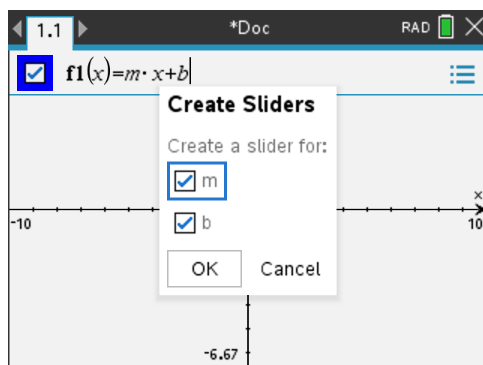 1.1 *Doc RAD
f1(x)=m·x+b
Create Sliders
Create a slider for:
m
x
-10 10
b
OK Cancel
-6.67